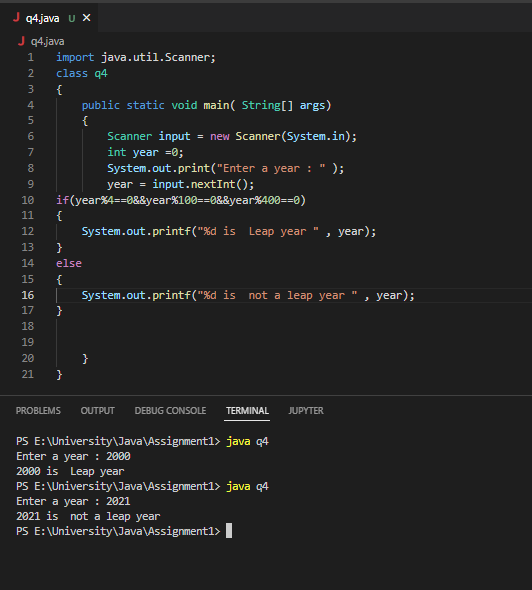 J q4.java U ×
J q4.java
1 import java.util.Scanner;
2 class q4
3 {
4 public static void main( String[] args)
5 {
6 Scanner input = new Scanner(System.in);
7 int year =0;
8 System.out.print("Enter a year : " );
9 year = input.nextInt();
10 if(year%4==0&&year%100==0&&year%400==0)
11 {
12 System.out.printf("%d is  Leap year " , year);
13 }
14 else
15 {
16 System.out.printf("%d is  not a leap year " , year);
17 }
18
19
20 }
21 }
PROBLEMS OUTPUT DEBUG CONSOLE TERMINAL JUPYTER
PS E:\University\Java\Assignment1> java q4
Enter a year : 2000
2000 is  Leap year
PS E:\University\Java\Assignment1> java q4
Enter a year : 2021
2021 is  not a leap year
PS E:\University\Java\Assignment1>